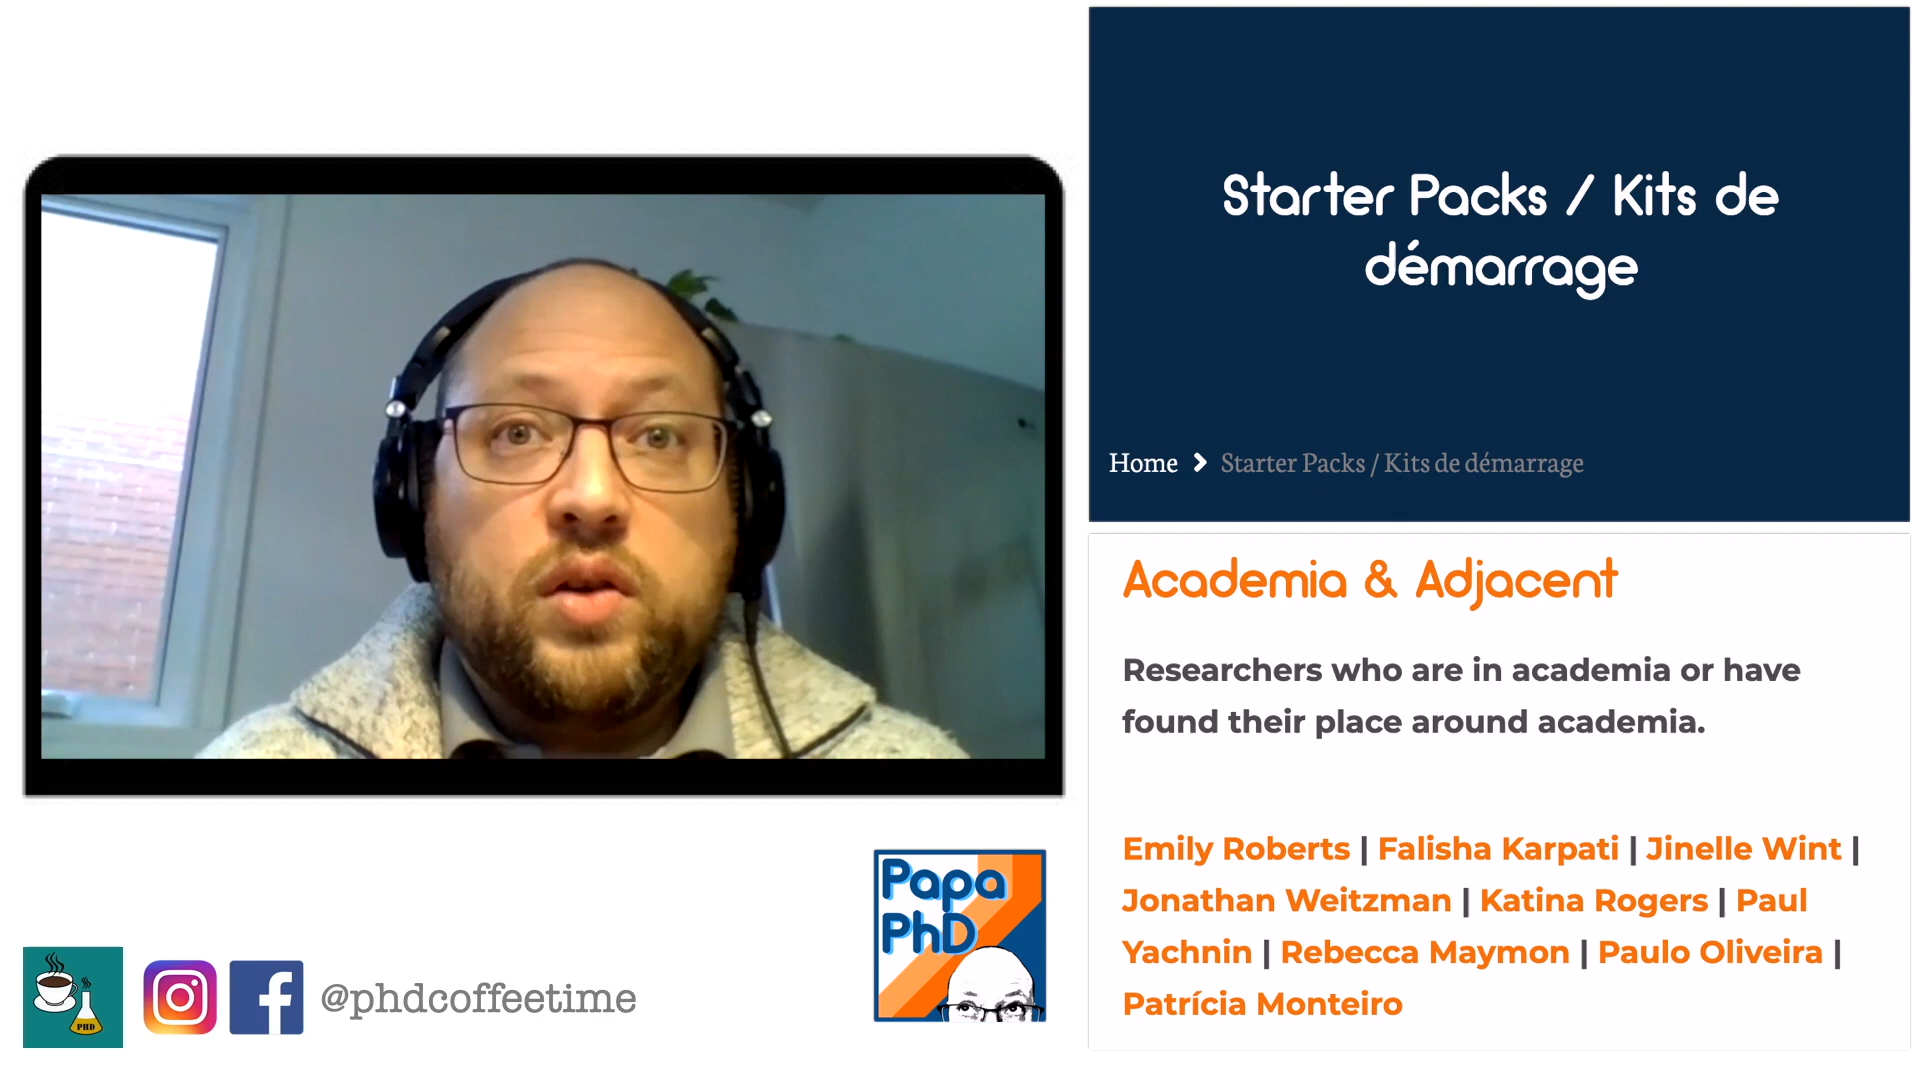 Starter Packs / Kits de
démarrage
Home > Starter Packs / Kits de démarrage
Academia & Adjacent
Researchers who are in academia or have
found their place around academia.
Emily Roberts | Falisha Karpati | Jinelle Wint |
Jonathan Weitzman | Katina Rogers | Paul
Yachnin | Rebecca Maymon | Paulo Oliveira |
Patrícia Monteiro
Papa
PhD
PHD
@phdcoffeetime